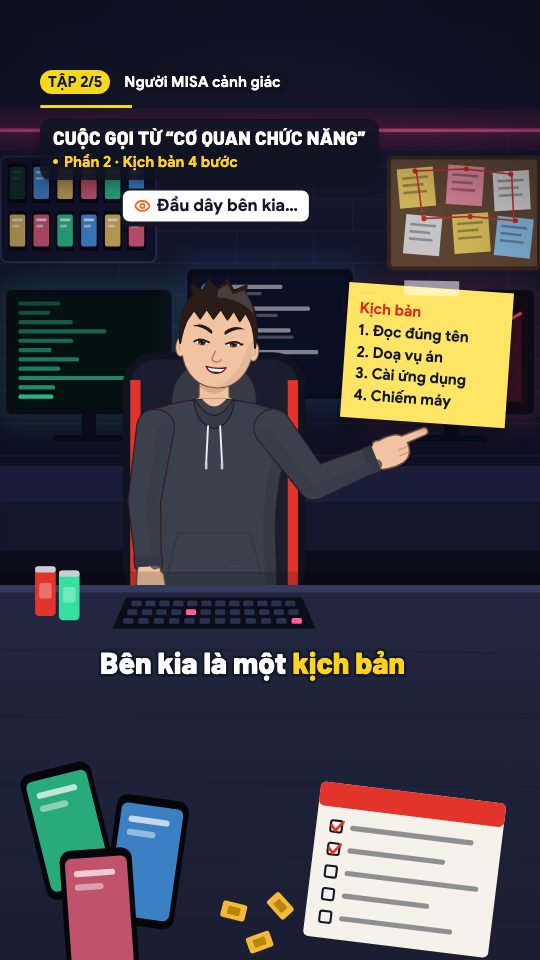 TẬP 2/5 Người MISA cảnh giác
CUỘC GỌI TỪ “CƠ QUAN CHỨC NĂNG”
• Phần 2 · Kịch bản 4 bước
Đầu dây bên kia...
Kịch bản
1. Đọc đúng tên
2. Doạ vụ án
3. Cài ứng dụng
4. Chiếm máy
Bên kia là một kịch bản